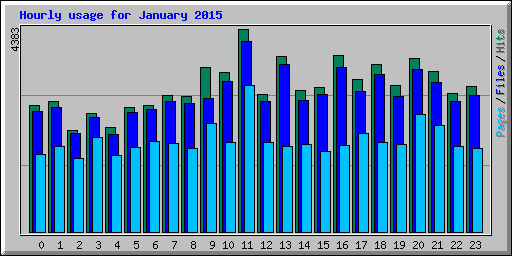 Hourly usage for January 2015
4383
Pages / Files / Hits
0 1 2 3 4 5 6 7 8 9 10 11 12 13 14 15 16 17 18 19 20 21 22 23